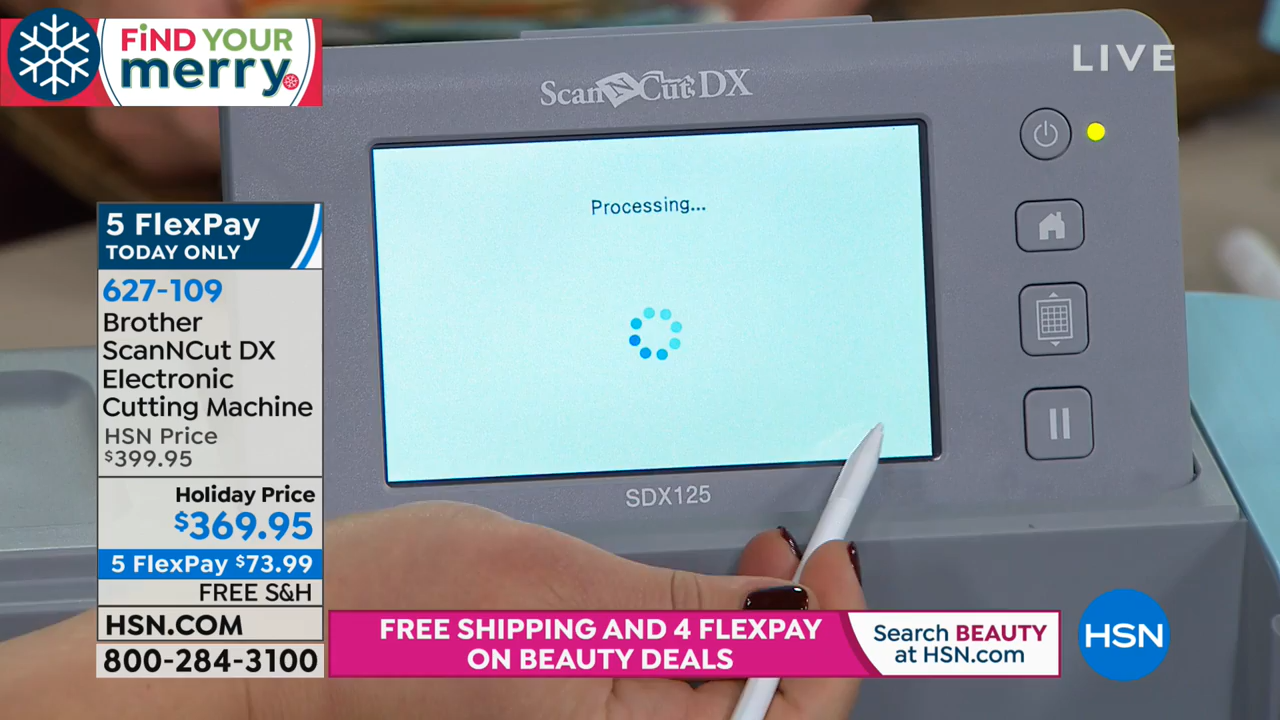 FiND YOUR
merry
LIVE
ScanNCut DX
Processing...
SDX125
5 FlexPay
TODAY ONLY
627-109
Brother
ScanNCut DX
Electronic
Cutting Machine
HSN Price
$399.95
Holiday Price
$369.95
5 FlexPay $73.99
FREE S&H
HSN.COM
800-284-3100
FREE SHIPPING AND 4 FLEXPAY
ON BEAUTY DEALS
Search BEAUTY
at HSN.com
HSN